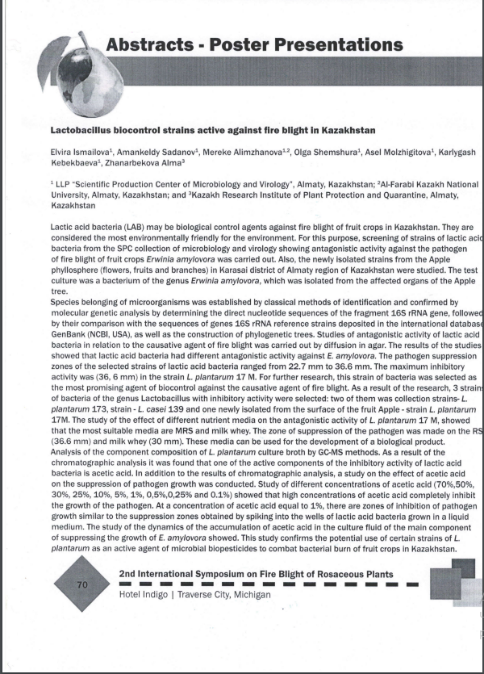 Abstracts - Poster Presentations
Lactobacillus biocontrol strains active against fire blight in Kazakhstan
Elvira Ismailova¹, Amankeldy Sadanov¹, Mereke Alimzhanova¹,², Olga Shemshura¹, Asel Molzhigitova¹, Karlygash
Kebekbaeva¹, Zhanarbekova Alma³
¹ LLP "Scientific Production Center of Microbiology and Virology", Almaty, Kazakhstan; ²Al-Farabi Kazakh National
University, Almaty, Kazakhstan; and ³Kazakh Research Institute of Plant Protection and Quarantine, Almaty,
Kazakhstan
Lactic acid bacteria (LAB) may be biological control agents against fire blight of fruit crops in Kazakhstan. They are
considered the most environmentally friendly for the environment. For this purpose, screening of strains of lactic acid
bacteria from the SPC collection of microbiology and virology showing antagonistic activity against the pathogen
of fire blight of fruit crops Erwinia amylovora was carried out. Also, the newly isolated strains from the Apple
phyllosphere (flowers, fruits and branches) in Karasai district of Almaty region of Kazakhstan were studied. The test
culture was a bacterium of the genus Erwinia amylovora, which was isolated from the affected organs of the Apple
tree.
Species belonging of microorganisms was established by classical methods of identification and confirmed by
molecular genetic analysis by determining the direct nucleotide sequences of the fragment 16S rRNA gene, followed
by their comparison with the sequences of genes 16S rRNA reference strains deposited in the international database
GenBank (NCBI, USA), as well as the construction of phylogenetic trees. Studies of antagonistic activity of lactic acid
bacteria in relation to the causative agent of fire blight was carried out by diffusion in agar. The results of the studies
showed that lactic acid bacteria had different antagonistic activity against E. amylovora. The pathogen suppression
zones of the selected strains of lactic acid bacteria ranged from 22.7 mm to 36.6 mm. The maximum inhibitory
activity was (36, 6 mm) in the strain L. plantarum 17 M. For further research, this strain of bacteria was selected as
the most promising agent of biocontrol against the causative agent of fire blight. As a result of the research, 3 strains
of bacteria of the genus Lactobacillus with inhibitory activity were selected: two of them was collection strains- L.
plantarum 173, strain - L. casei 139 and one newly isolated from the surface of the fruit Apple - strain L. plantarum
17M. The study of the effect of different nutrient media on the antagonistic activity of L. plantarum 17 M, showed
that the most suitable media are MRS and milk whey. The zone of suppression of the pathogen was made on the RS
(36.6 mm) and milk whey (30 mm). These media can be used for the development of a biological product.
Analysis of the component composition of L. plantarum culture broth by GC-MS methods. As a result of the
chromatographic analysis it was found that one of the active components of the inhibitory activity of lactic acid
bacteria is acetic acid. In addition to the results of chromatographic analysis, a study on the effect of acetic acid
on the suppression of pathogen growth was conducted. Study of different concentrations of acetic acid (70%,50%,
30%, 25%, 10%, 5%, 1%, 0,5%,0,25% and 0.1%) showed that high concentrations of acetic acid completely inhibit
the growth of the pathogen. At a concentration of acetic acid equal to 1%, there are zones of inhibition of pathogen
growth similar to the suppression zones obtained by spiking into the wells of lactic acid bacteria grown in a liquid
medium. The study of the dynamics of the accumulation of acetic acid in the culture fluid of the main component
of suppressing the growth of E. amylovora showed. This study confirms the potential use of certain strains of L.
plantarum as an active agent of microbial biopesticides to combat bacterial burn of fruit crops in Kazakhstan.
70
2nd International Symposium on Fire Blight of Rosaceous Plants
Hotel Indigo | Traverse City, Michigan